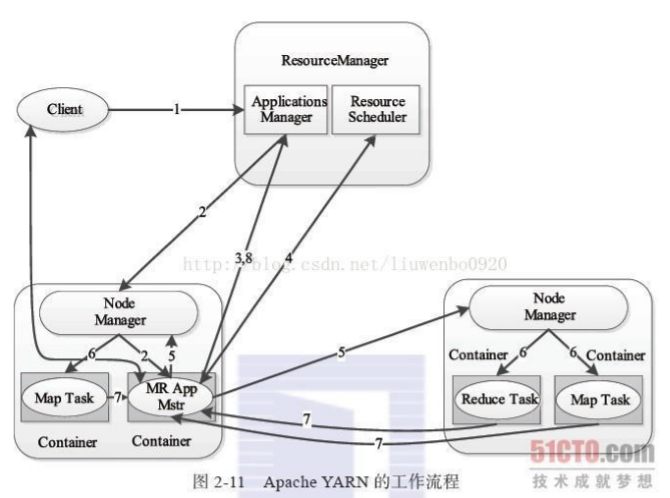 ResourceManager
Client
1
Applications
Manager
Resource
Scheduler
2
3,8
4
http://blog.csdn.net/liuwenbo0920
Node
Manager
6
2
5
Map Task
7
MR App
Mstr
Container
Container
5
Node
Manager
Container
6
6
Container
Reduce Task
Map Task
7
7
51CTO.com
技术成就梦想
图 2-11 Apache YARN 的工作流程